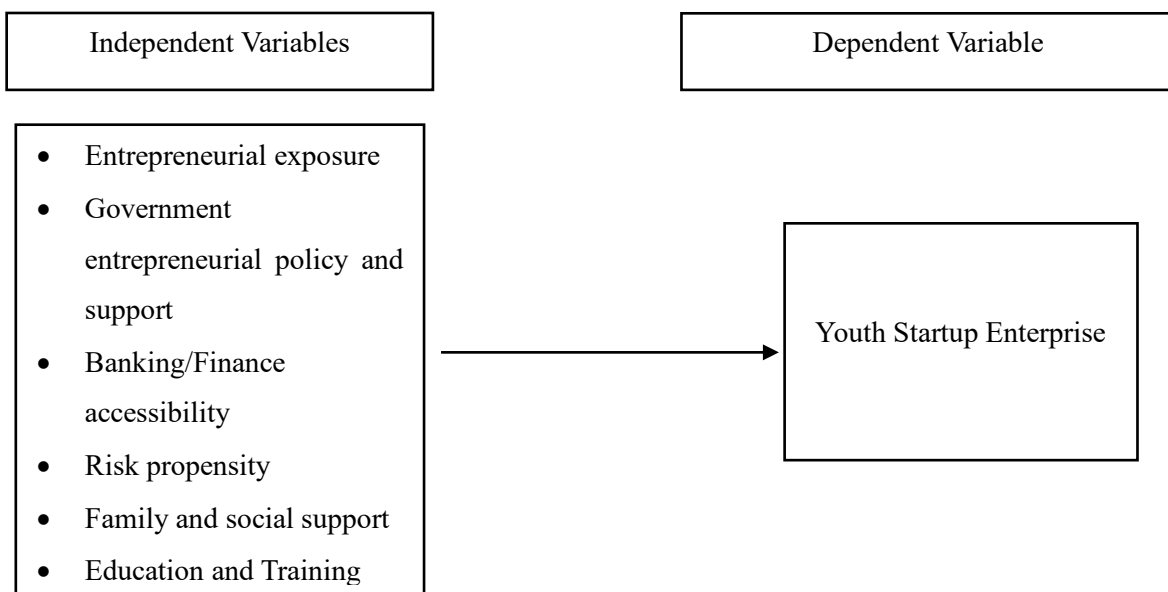 Independent Variables
Dependent Variable
• Entrepreneurial exposure
• Government
entrepreneurial policy and
support
• Banking/Finance
accessibility
• Risk propensity
• Family and social support
• Education and Training
Youth Startup Enterprise